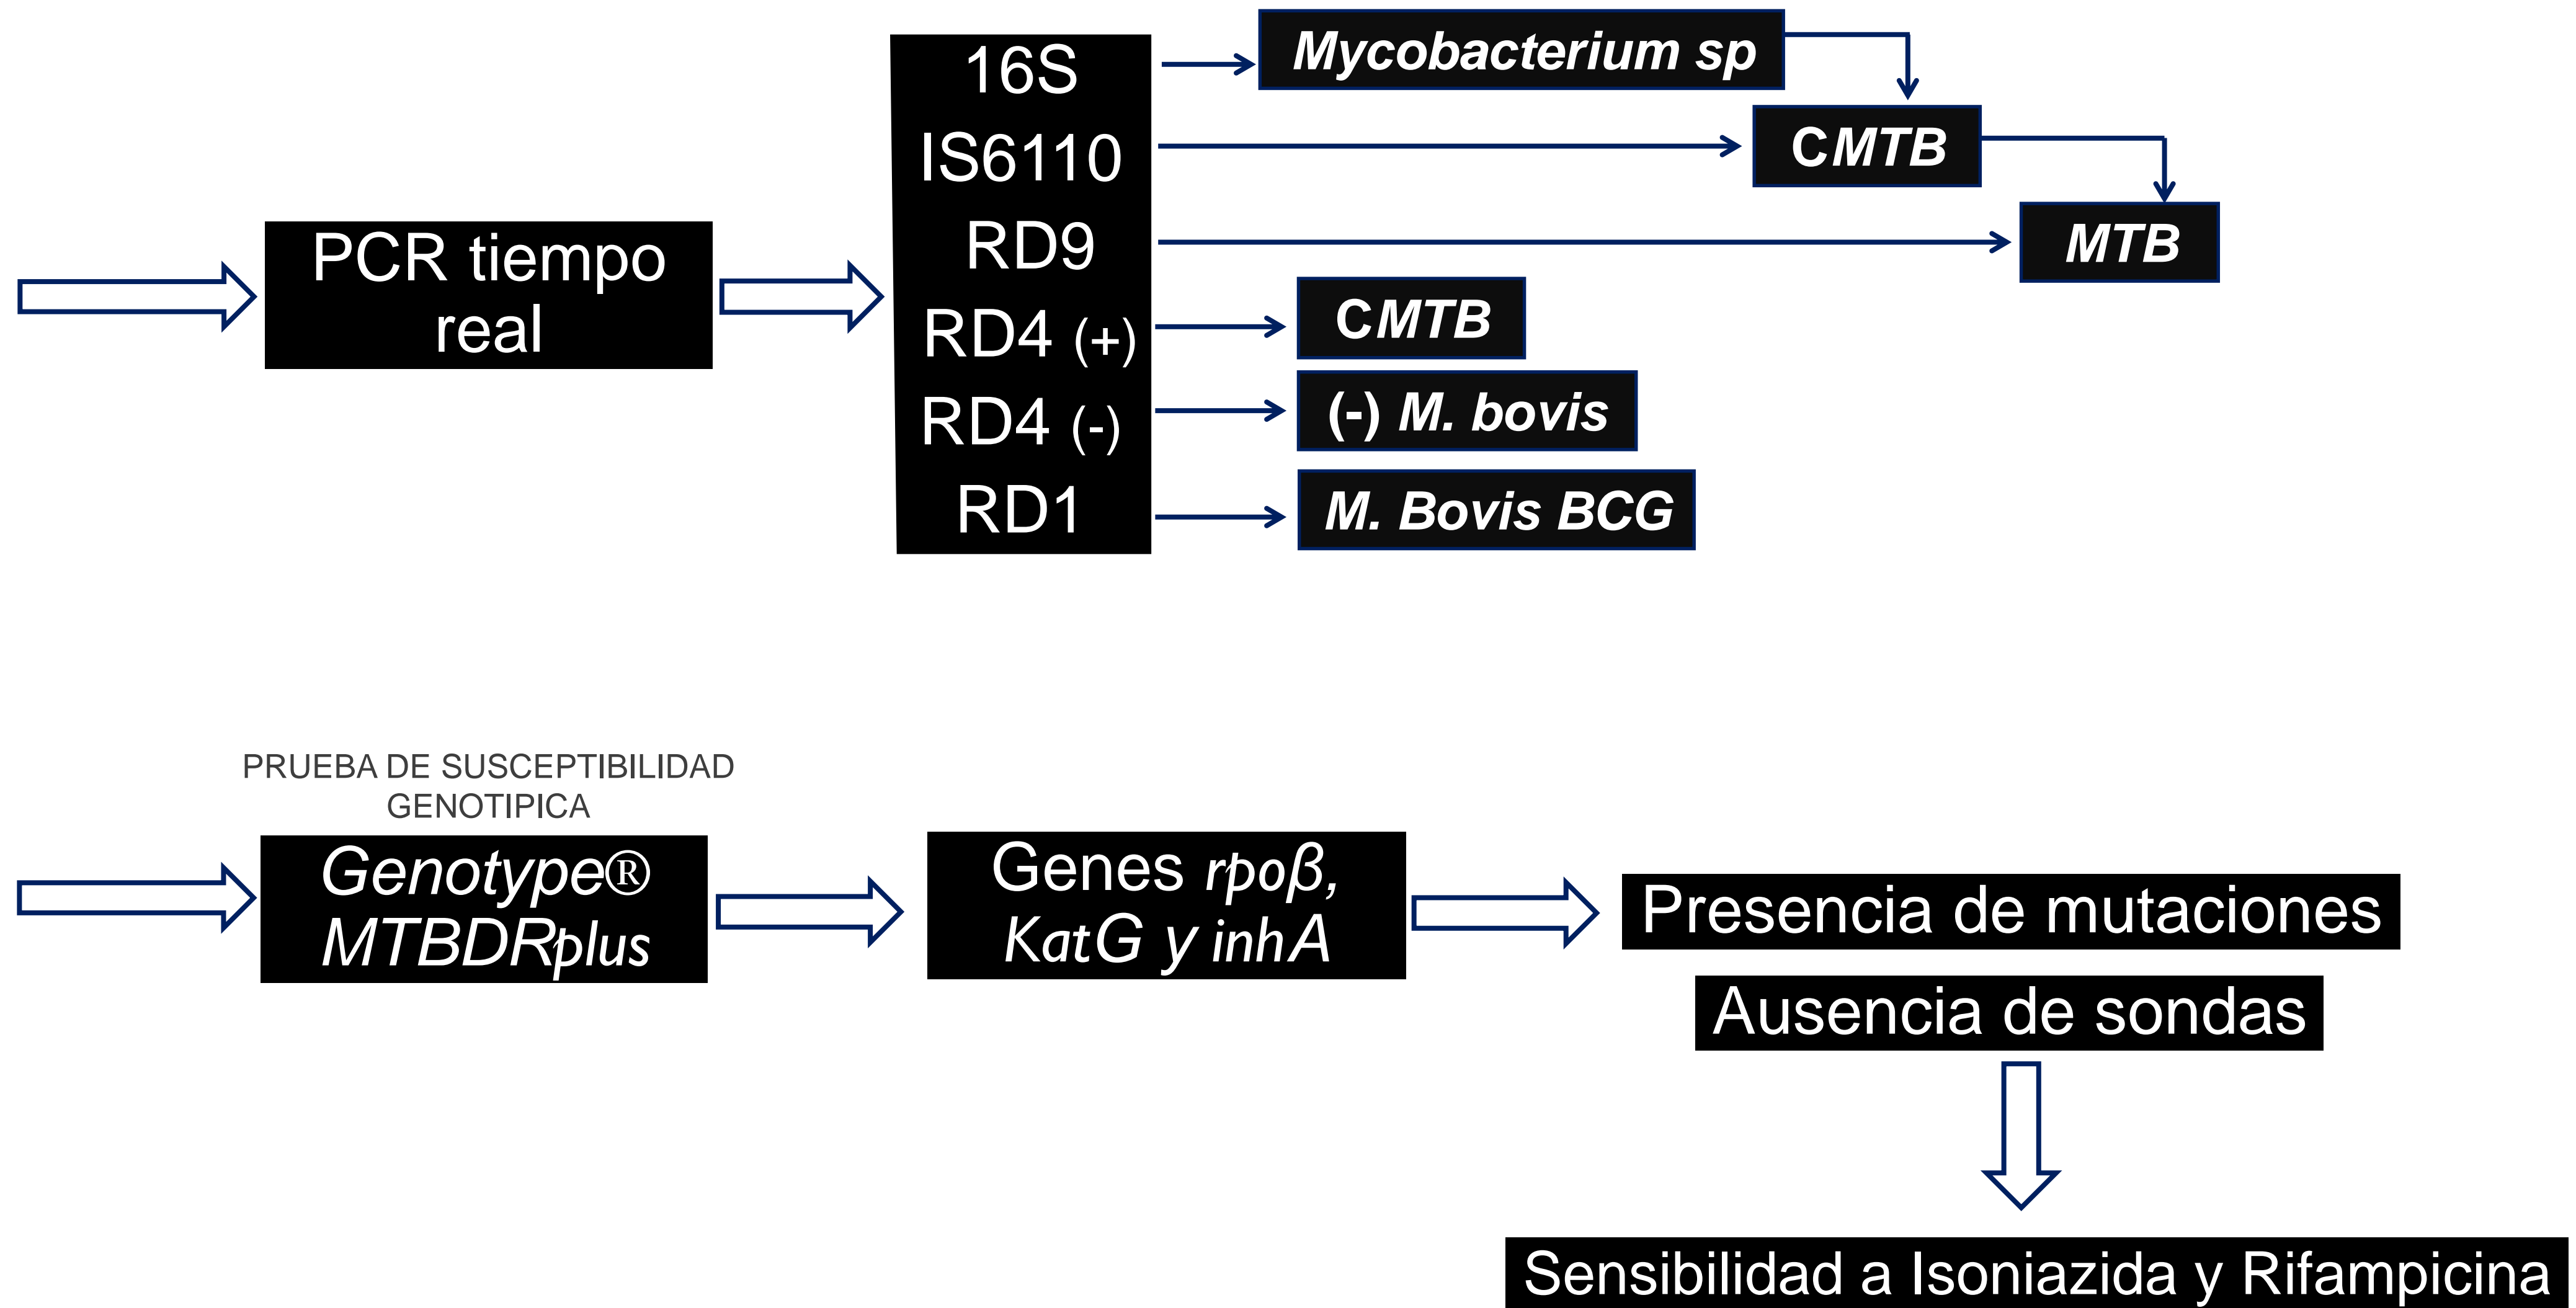 PCR tiempo
real
16S
IS6110
RD9
RD4 (+)
RD4 (-)
RD1
Mycobacterium sp
CMTB
MTB
CMTB
(-) M. bovis
M. Bovis BCG
PRUEBA DE SUSCEPTIBILIDAD
GENOTIPICA
Genotype®
MTBDRplus
Genes rpoβ,
KatG y inhA
Presencia de mutaciones
Ausencia de sondas
Sensibilidad a Isoniazida y Rifampicina